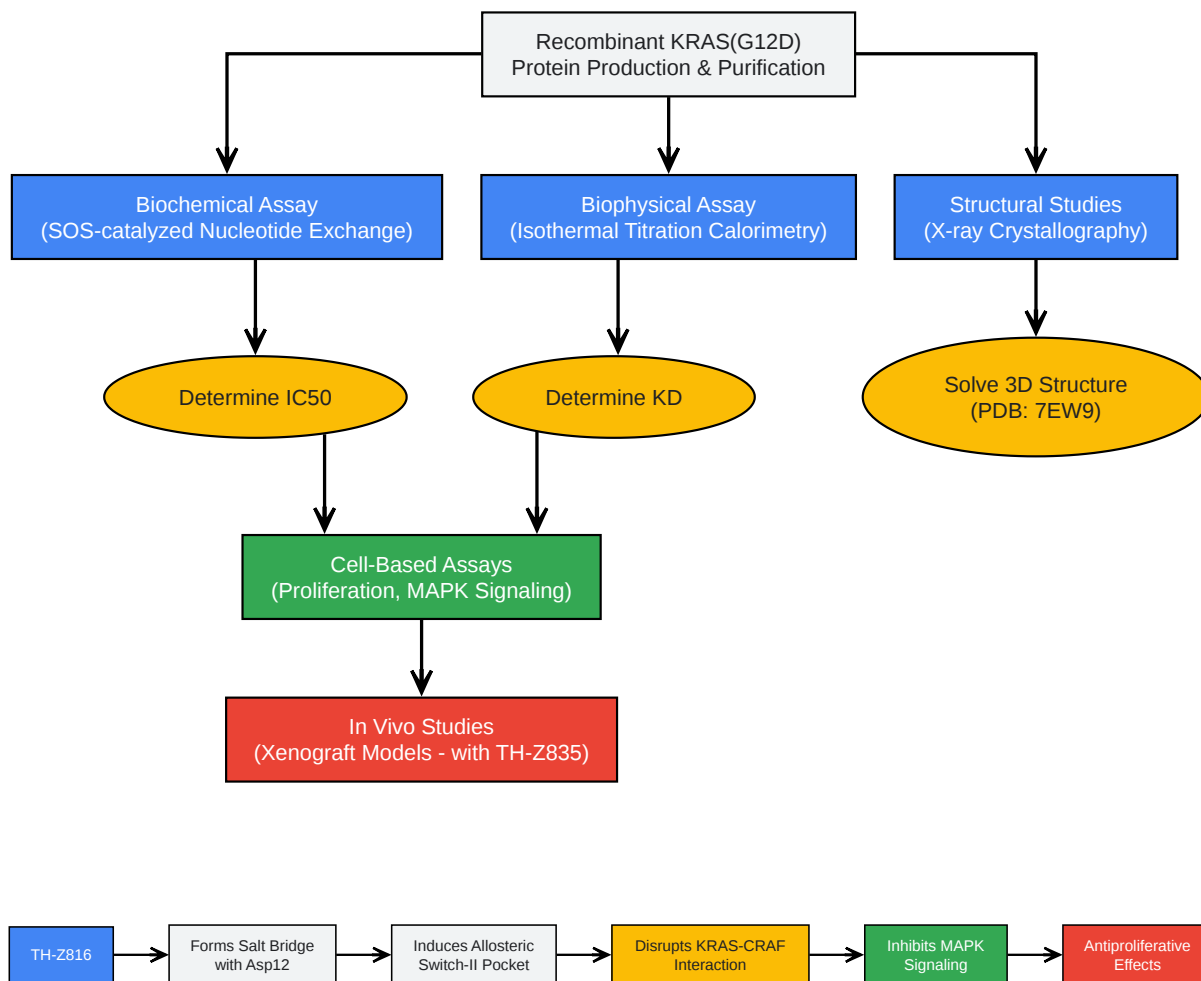 Recombinant KRAS(G12D)
Protein Production & Purification
Biochemical Assay
(SOS-catalyzed Nucleotide Exchange)
Biophysical Assay
(Isothermal Titration Calorimetry)
Structural Studies
(X-ray Crystallography)
Determine IC50
Determine KD
Solve 3D Structure
(PDB: 7EW9)
Cell-Based Assays
(Proliferation, MAPK Signaling)
In Vivo Studies
(Xenograft Models - with TH-Z835)
TH-Z816
Forms Salt Bridge
with Asp12
Induces Allosteric
Switch-II Pocket
Disrupts KRAS-CRAF
Interaction
Inhibits MAPK
Signaling
Antiproliferative
Effects